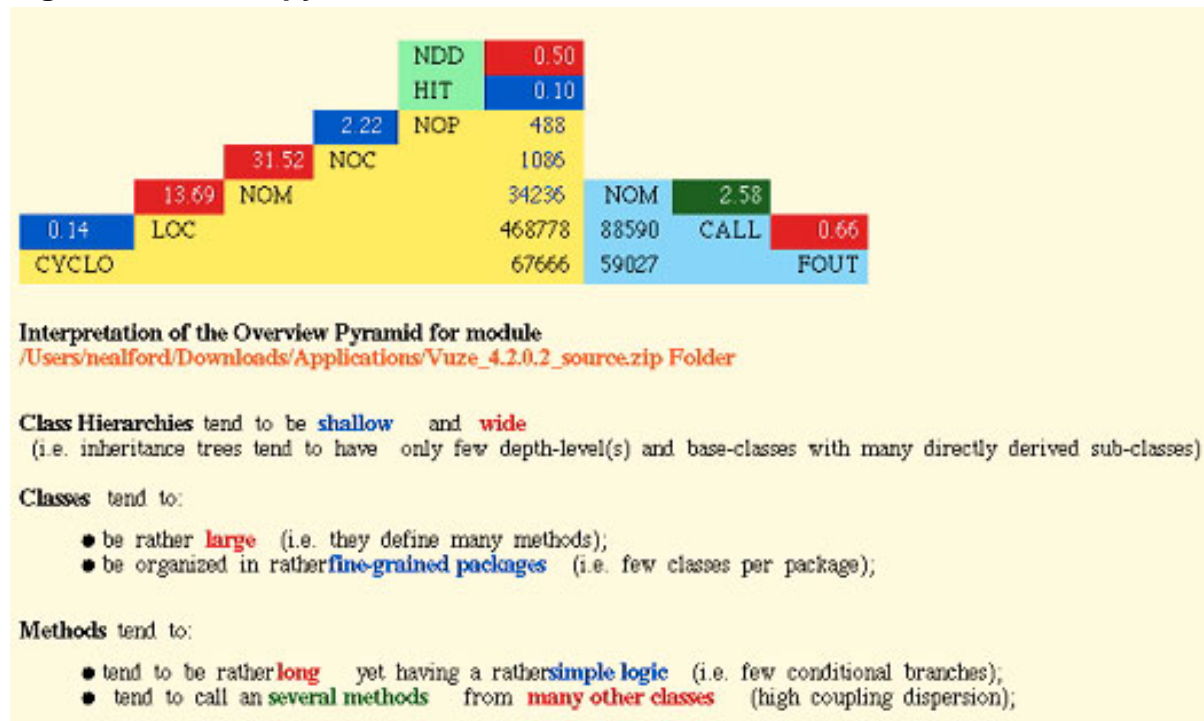 NDD 0.50
HIT 0.10
2.22 NOP 488
31.52 NOC 1086
13.69 NOM 34236 NOM 2.58
0.14 LOC 468778 88590 CALL 0.66
CYCLO 67666 59027 FOUT
Interpretation of the Overview Pyramid for module
/Users/nealford/Downloads/Applications/Vuze_4.2.0.2_source.zip Folder
Class Hierarchies tend to be shallow and wide
(i.e. inheritance trees tend to have only few depth-level(s) and base-classes with many directly derived sub-classes)
Classes tend to:
● be rather large (i.e. they define many methods);
● be organized in rather fine-grained packages (i.e. few classes per package);
Methods tend to:
● tend to be rather long yet having a rather simple logic (i.e. few conditional branches);
● tend to call an several methods from many other classes (high coupling dispersion);